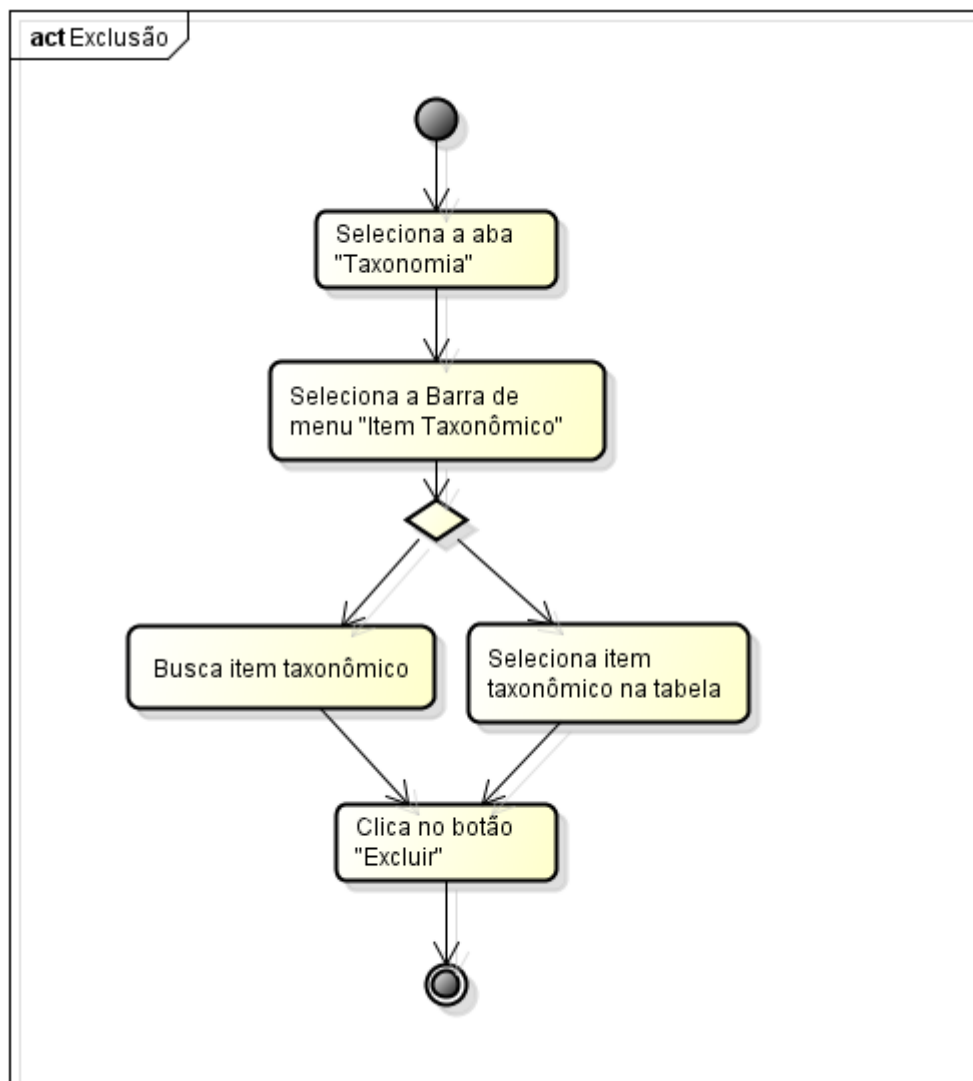 act Exclusão
Seleciona a aba
"Taxonomia"
Seleciona a Barra de
menu "Item Taxonômico"
Busca item taxonômico
Seleciona item
taxonômico na tabela
Clica no botão
"Excluir"